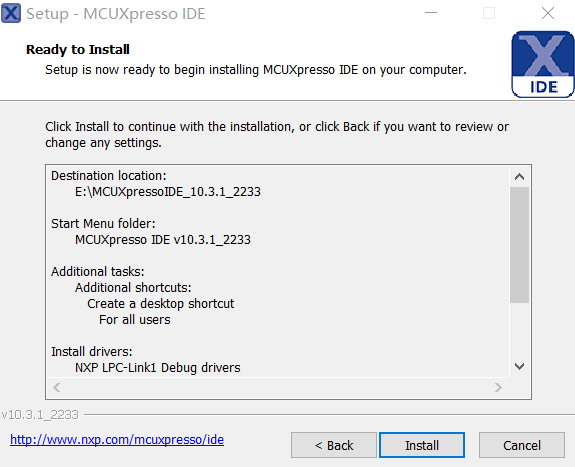 Setup - MCUXpresso IDE
Ready to Install
Setup is now ready to begin installing MCUXpresso IDE on your computer.
X
IDE
Click Install to continue with the installation, or click Back if you want to review or
change any settings.
Destination location:
E:\MCUXpressoIDE_10.3.1_2233
Start Menu folder:
MCUXpresso IDE v10.3.1_2233
Additional tasks:
Additional shortcuts:
Create a desktop shortcut
For all users
Install drivers:
NXP LPC-Link1 Debug drivers
v10.3.1_2233
http://www.nxp.com/mcuxpresso/ide
< Back
Install
Cancel